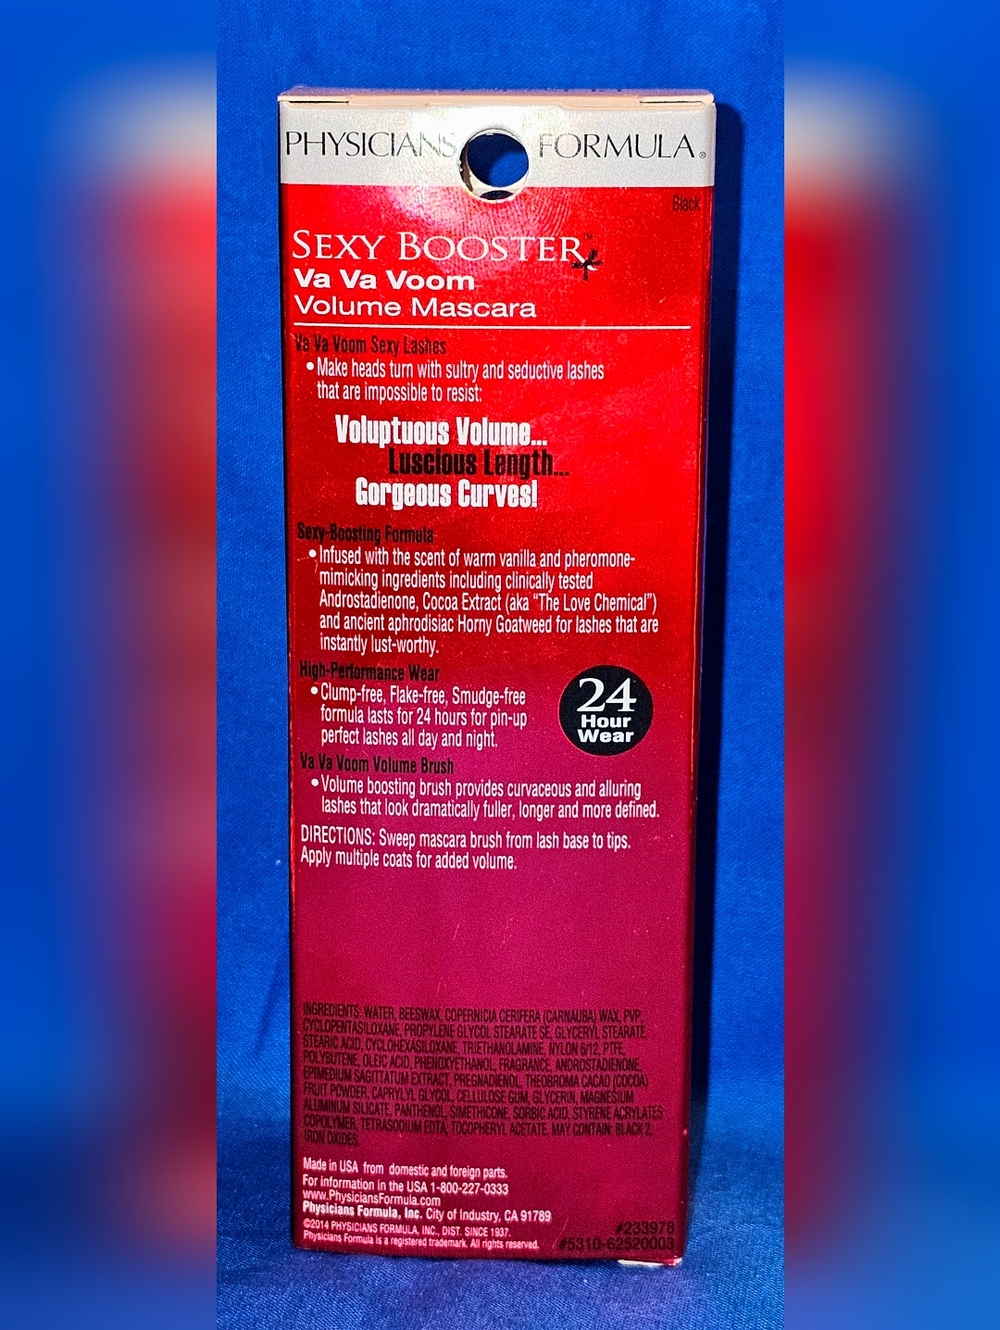 PHYSICIANS FORMULA®
Black
SEXY BOOSTER™
Va Va Voom
Volume Mascara
Va Va Voom Sexy Lashes
• Make heads turn with sultry and seductive lashes
that are impossible to resist:
Voluptuous Volume...
Luscious Length...
Gorgeous Curves!
Sexy-Boosting Formula
• Infused with the scent of warm vanilla and pheromone-
mimicking ingredients including clinically tested
Androstadienone, Cocoa Extract (aka “The Love Chemical”)
and ancient aphrodisiac Horny Goatweed for lashes that are
instantly lust-worthy.
High-Performance Wear
• Clump-free, Flake-free, Smudge-free
formula lasts for 24 hours for pin-up
perfect lashes all day and night.
24
Hour
Wear
Va Va Voom Volume Brush
• Volume boosting brush provides curvaceous and alluring
lashes that look dramatically fuller, longer and more defined.
DIRECTIONS: Sweep mascara brush from lash base to tips.
Apply multiple coats for added volume.
INGREDIENTS: WATER, BEESWAX, COPERNICIA CERIFERA (CARNAUBA) WAX, PVP,
CYCLOPENTASILOXANE, PROPYLENE GLYCOL STEARATE SE, GLYCERYL STEARATE,
STEARIC ACID, CYCLOHEXASILOXANE, TRIETHANOLAMINE, NYLON 6/12, PTFE,
POLYBUTENE, OLEIC ACID, PHENOXYETHANOL, FRAGRANCE, ANDROSTADIENONE,
EPIMEDIUM SAGITTATUM EXTRACT, PREGNADIENOL, THEOBROMA CACAO (COCOA)
FRUIT POWDER, CAPRYLYL GLYCOL, CELLULOSE GUM, GLYCERIN, MAGNESIUM
ALUMINUM SILICATE, PANTHENOL, SIMETHICONE, SORBIC ACID, STYRENE ACRYLATES
COPOLYMER, TETRASODIUM EDTA, TOCOPHERYL ACETATE. MAY CONTAIN: BLACK 2,
IRON OXIDES.
Made in USA from domestic and foreign parts.
For information in the USA 1-800-227-0333
www.PhysiciansFormula.com
Physicians Formula, Inc. City of Industry, CA 91789
©2014 PHYSICIANS FORMULA, INC., DIST. SINCE 1937.
Physicians Formula is a registered trademark. All rights reserved.
#233978
#5310-62520003